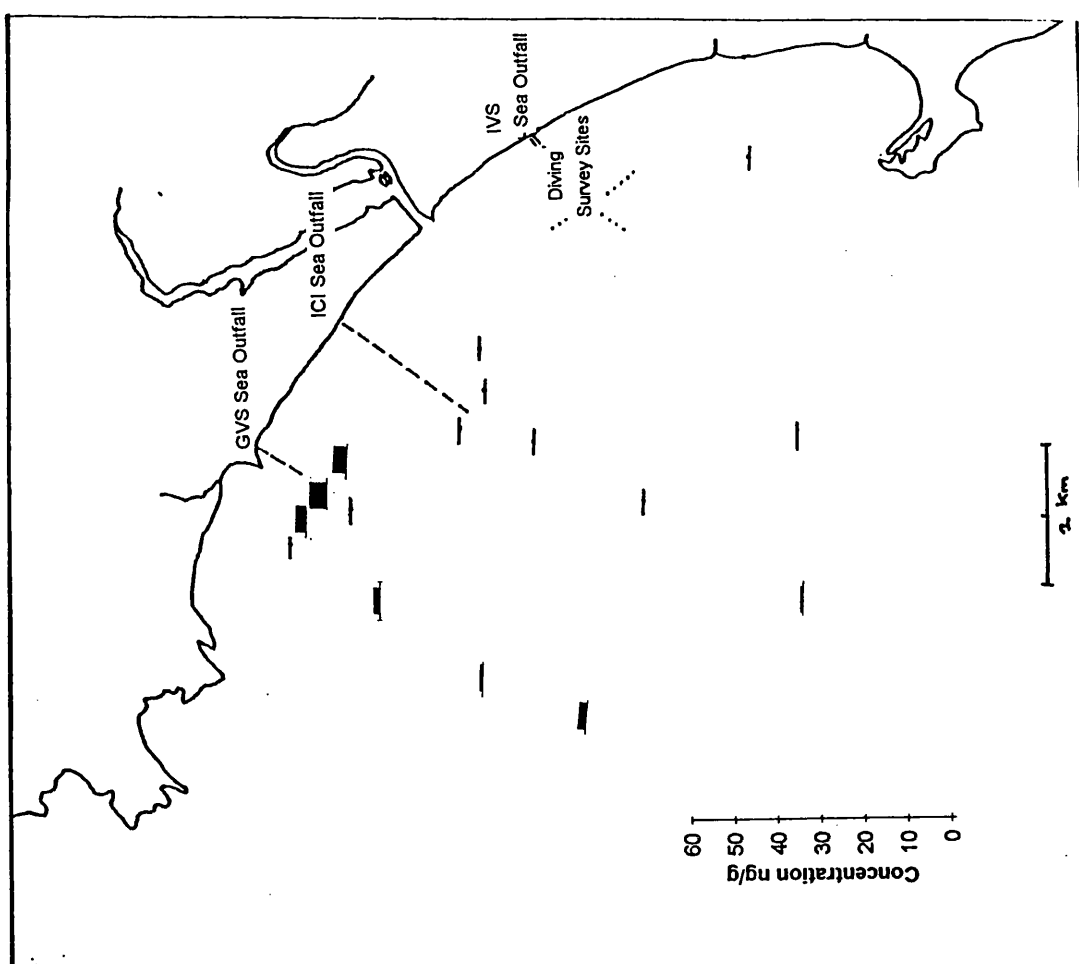 GVS Sea Outfall
ICI Sea Outfall
IVS
Sea Outfall
Diving
Survey Sites
Concentration ng/g
60
50
40
30
20
10
0
2 km